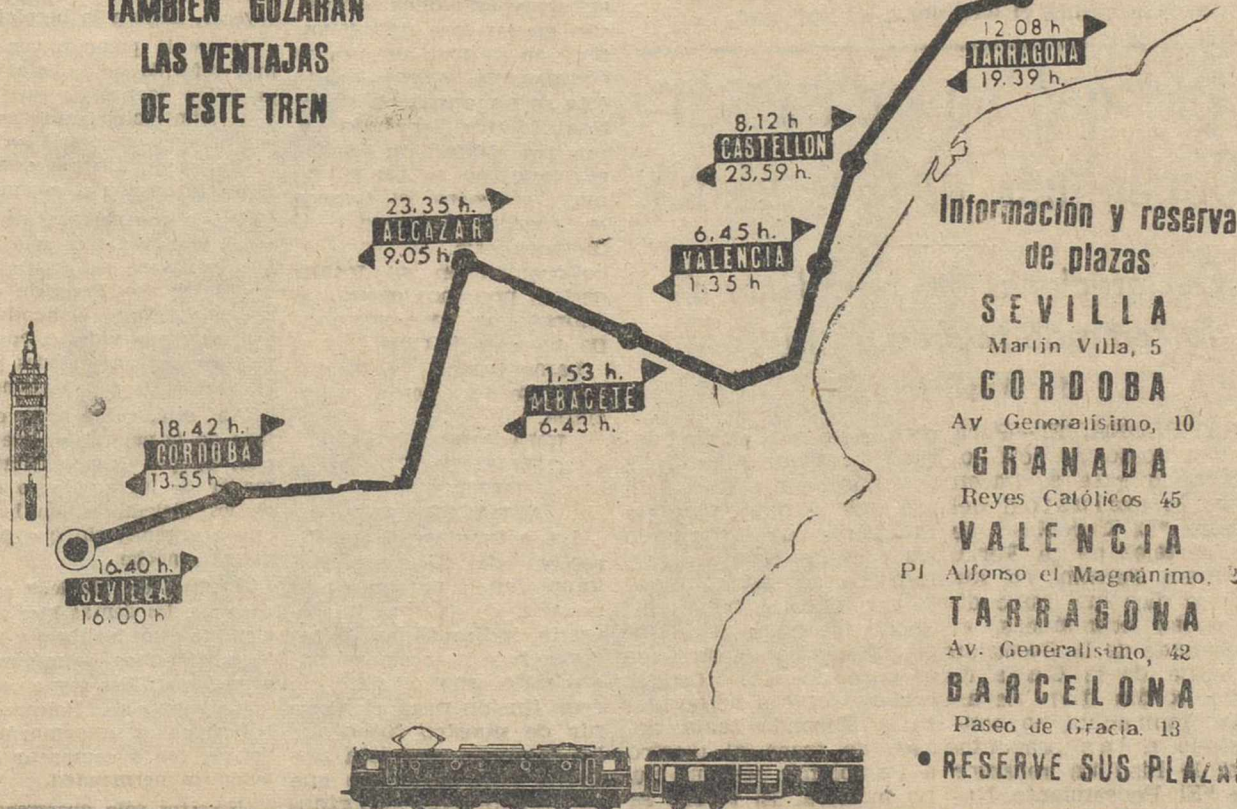 TAMBIEN GOZARAN
LAS VENTAJAS
DE ESTE TREN
12.08 h
TARRAGONA
19.39 h.
8,12 h
CASTELLON
23,59 h.
23.35 h.
ALCAZAR
9.05 h
6,45 h.
VALENCIA
1.35 h
1,53 h.
ALBACETE
6.43 h.
18.42 h.
CORDOBA
13.55 h
16.40 h.
SEVILLA
16.00 h
Información y reserva
de plazas
SEVILLA
Martín Villa, 5
CORDOBA
Av Generalísimo, 10
GRANADA
Reyes Católicos 45
VALENCIA
Pl Alfonso el Magnánimo,
TARRAGONA
Av. Generalísimo, 42
BARCELONA
Paseo de Gracia. 13
• RESERVE SUS PLAZAS